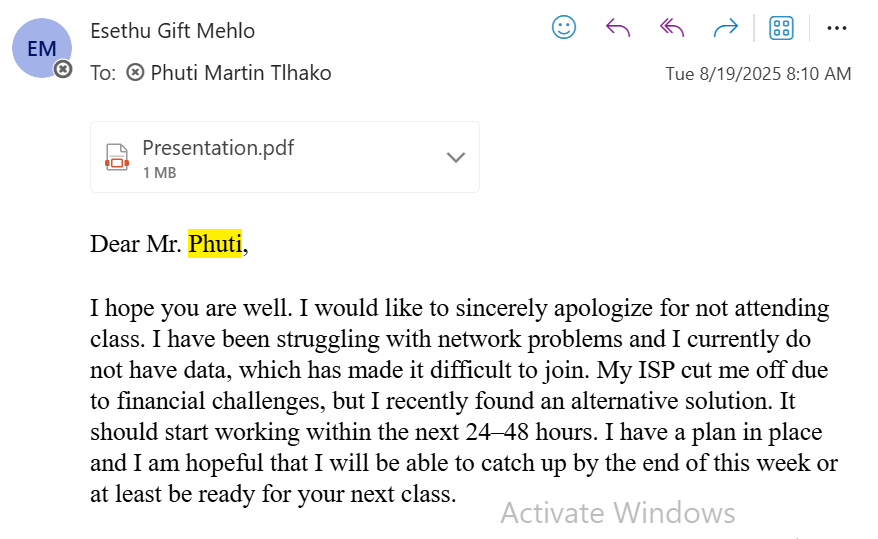 EM
Esethu Gift Mehlo
To: Phuti Martin Tlhako
Tue 8/19/2025 8:10 AM
Presentation.pdf
1 MB
Dear Mr. Phuti,
I hope you are well. I would like to sincerely apologize for not attending
class. I have been struggling with network problems and I currently do
not have data, which has made it difficult to join. My ISP cut me off due
to financial challenges, but I recently found an alternative solution. It
should start working within the next 24–48 hours. I have a plan in place
and I am hopeful that I will be able to catch up by the end of this week or
at least be ready for your next class.
Activate Windows